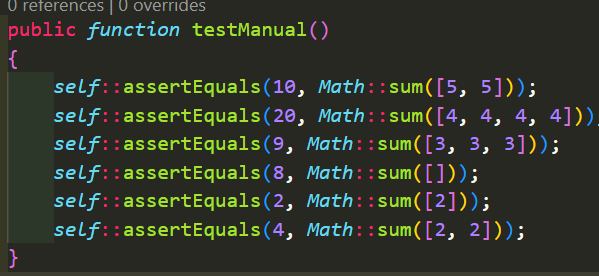 0 references | 0 overrides
public function testManual()
{
self::assertEquals(10, Math::sum([5, 5]));
self::assertEquals(20, Math::sum([4, 4, 4, 4]));
self::assertEquals(9, Math::sum([3, 3, 3]));
self::assertEquals(8, Math::sum([]));
self::assertEquals(2, Math::sum([2]));
self::assertEquals(4, Math::sum([2, 2]));
}